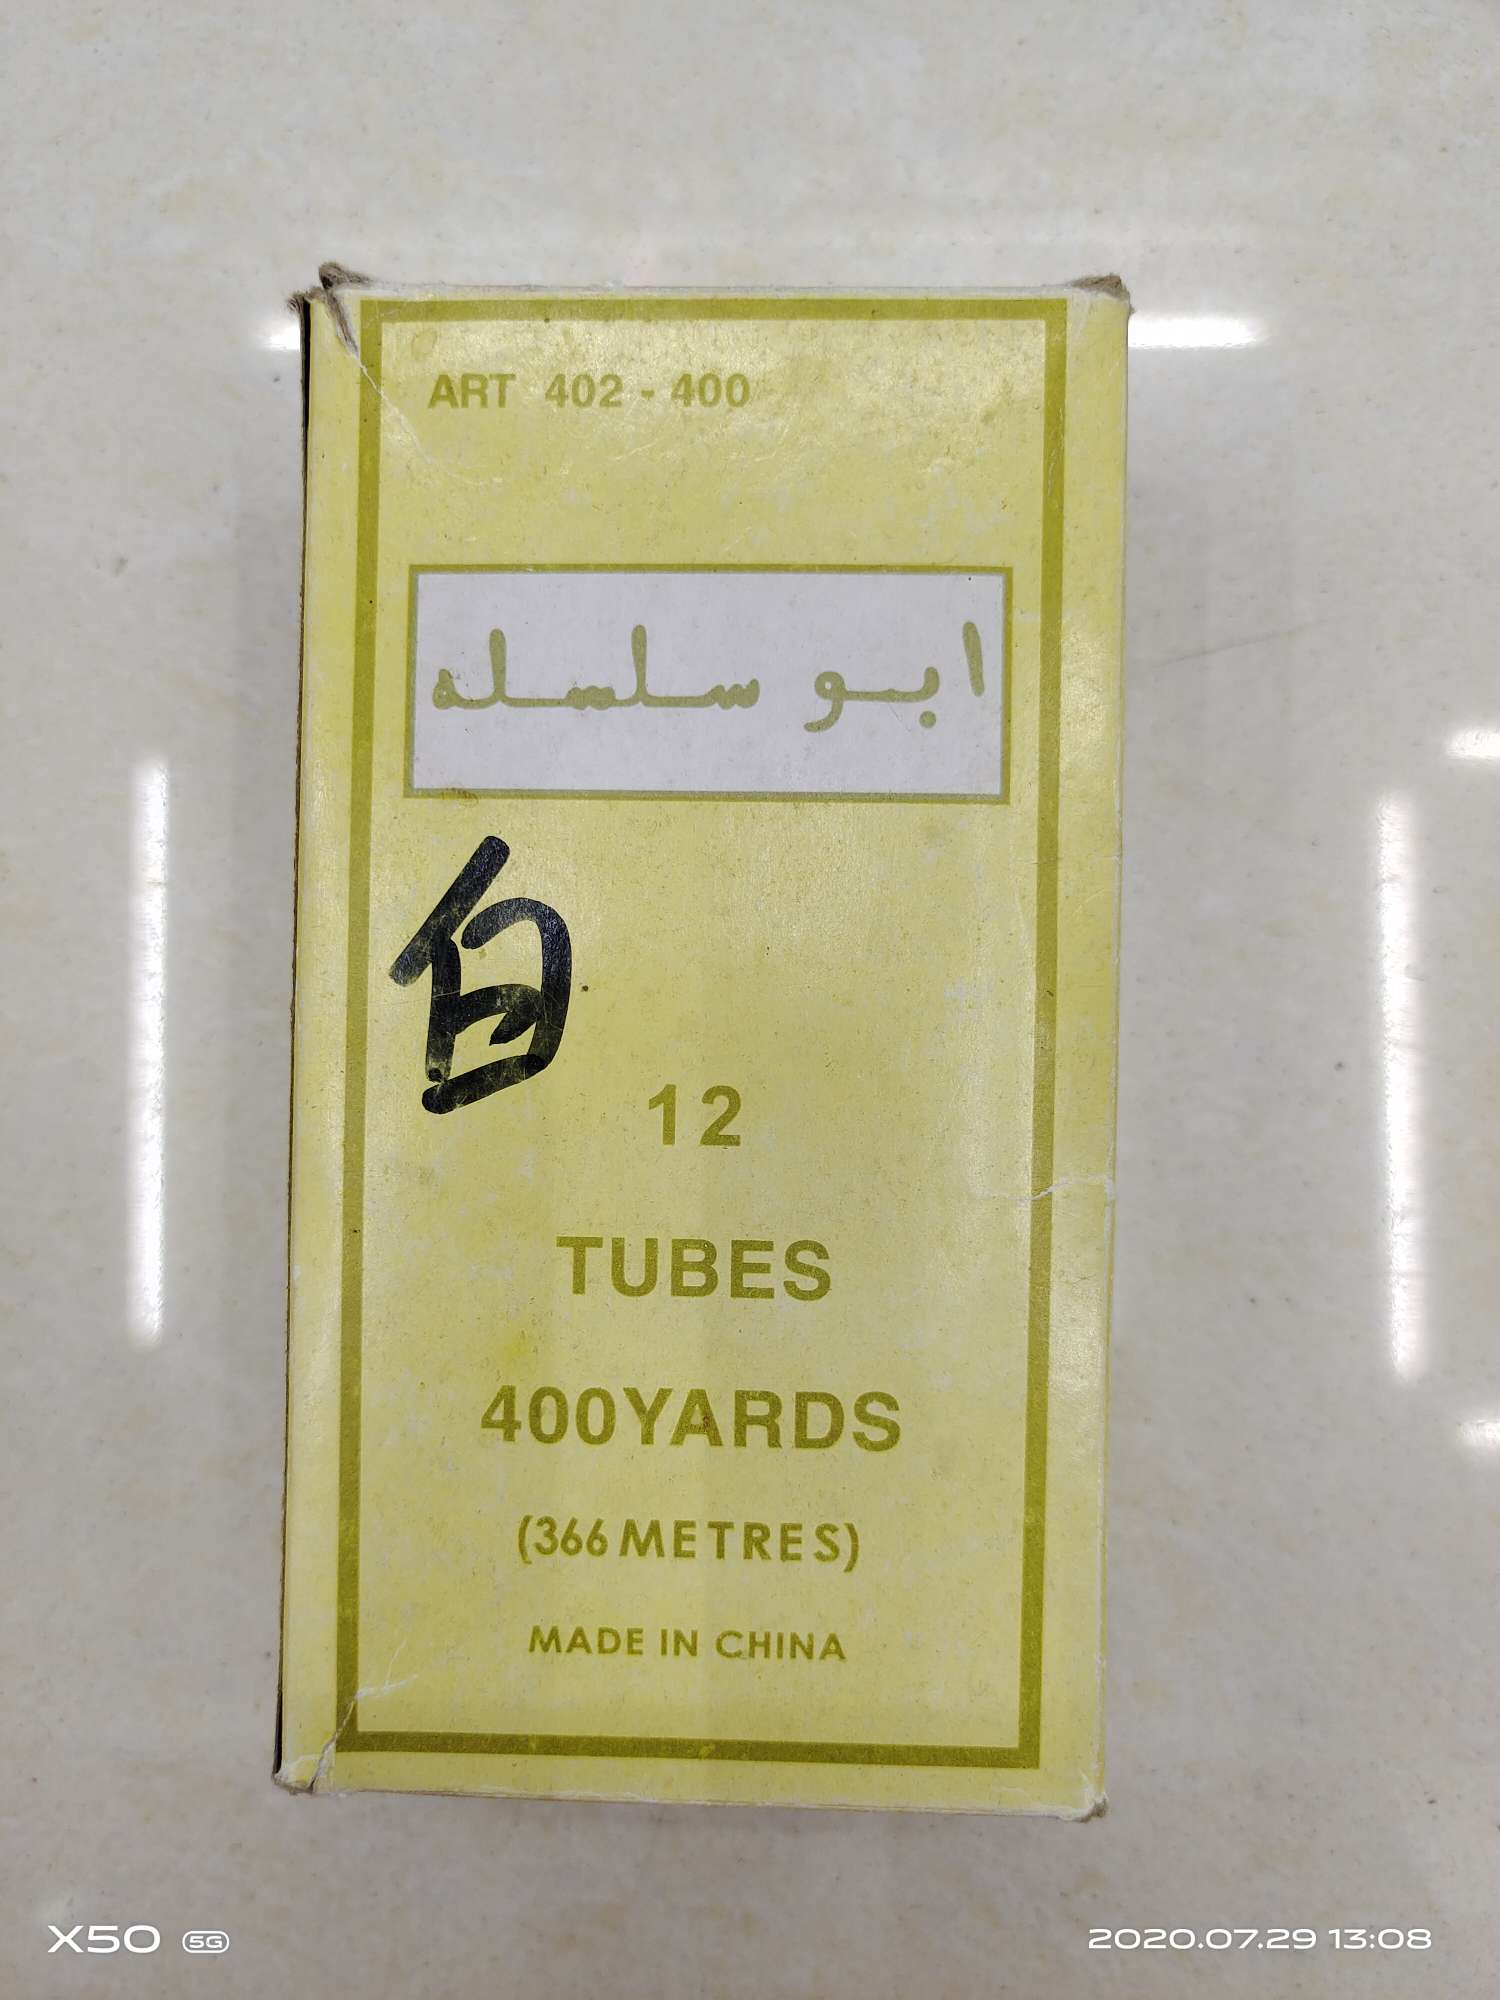 ART 402 - 400
ابو سلسله
白
12
TUBES
400YARDS
(366 METRES)
MADE IN CHINA
X50 5G
2020.07.29 13:08